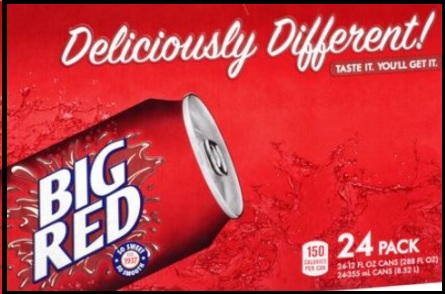 Deliciously Different!
TASTE IT. YOU'LL GET IT.
BIG
RED
SO SWEET
1937
SO SMOOTH
150
CALORIES
PER CAN
24 PACK
24-12 FL OZ CANS (288 FL OZ)
24-355 mL CANS (8.52 L)